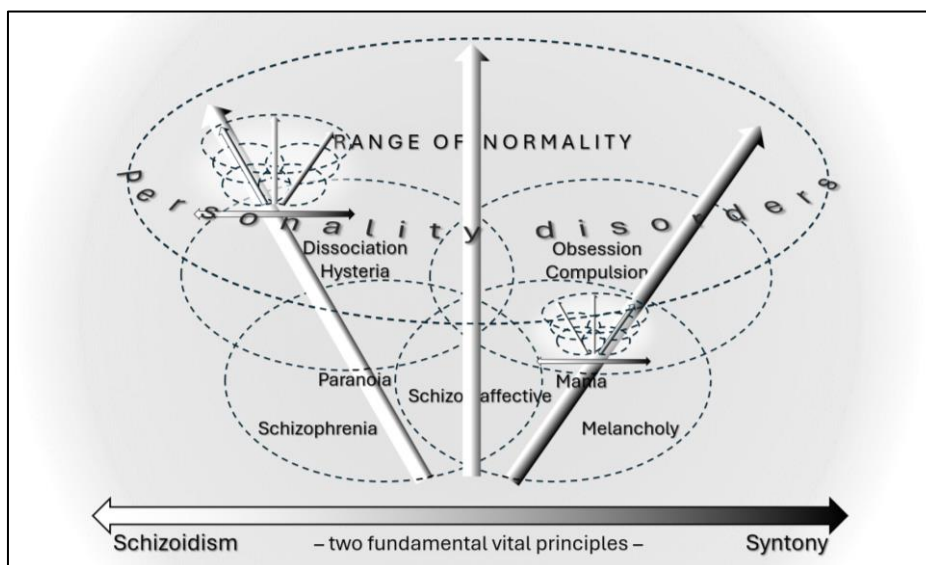 RANGE OF NORMALITY
personality disorders
Dissociation
Hysteria
Obsession
Compulsion
Paranoia
Mania
Schizoaffective
Schizophrenia
Melancholy
Schizoidism
– two fundamental vital principles –
Syntony